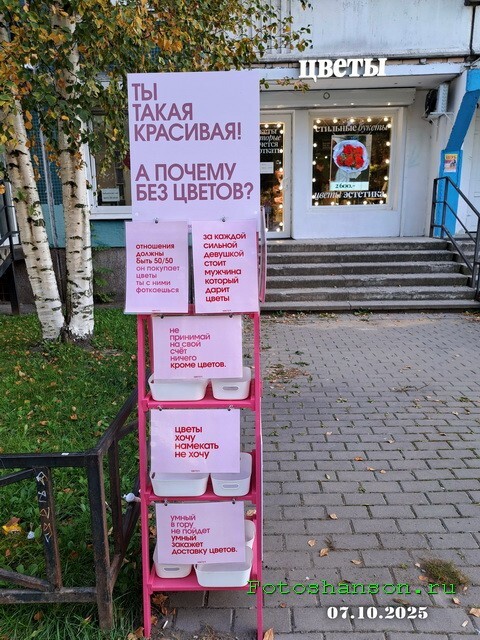 цветы
ТЫ
ТАКАЯ
КРАСИВАЯ!
А ПОЧЕМУ
БЕЗ ЦВЕТОВ?
стильные букеты
2600.-
цветы эстетика
отношения
должны
быть 50/50
он покупает
цветы
ты с ними
фоткаешься
за каждой
сильной
девушкой
стоит
мужчина
который
дарит
цветы
не
принимай
на свой
счёт
ничего
кроме цветов.
цветы
хочу
намекать
не хочу
умный
в гору
не пойдет
умный
закажет
доставку цветов.
Fotoshanson.ru
07.10.2025